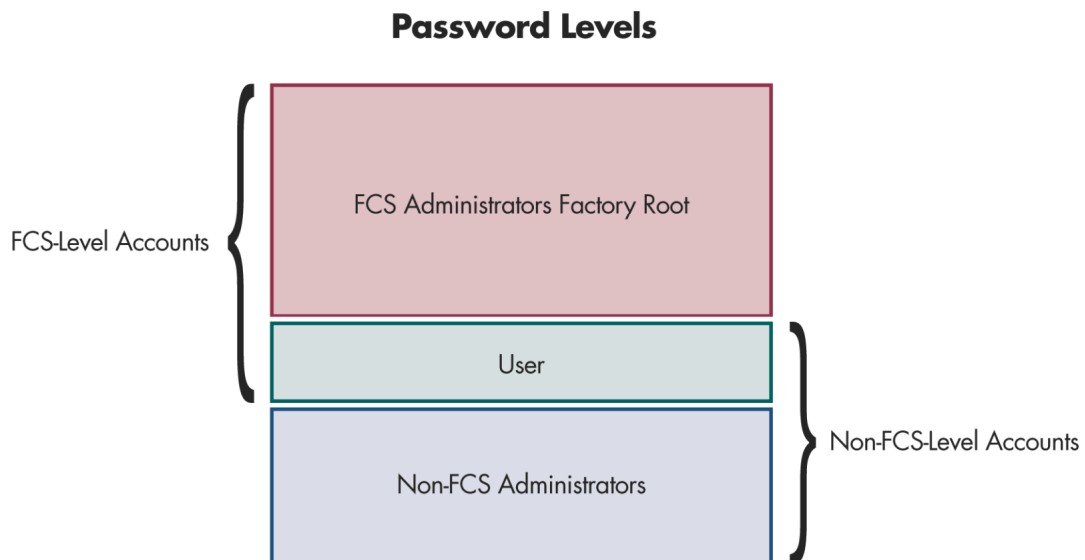 Password Levels
FCS Administrators Factory Root
FCS-Level Accounts
User
Non-FCS-Level Accounts
Non-FCS Administrators